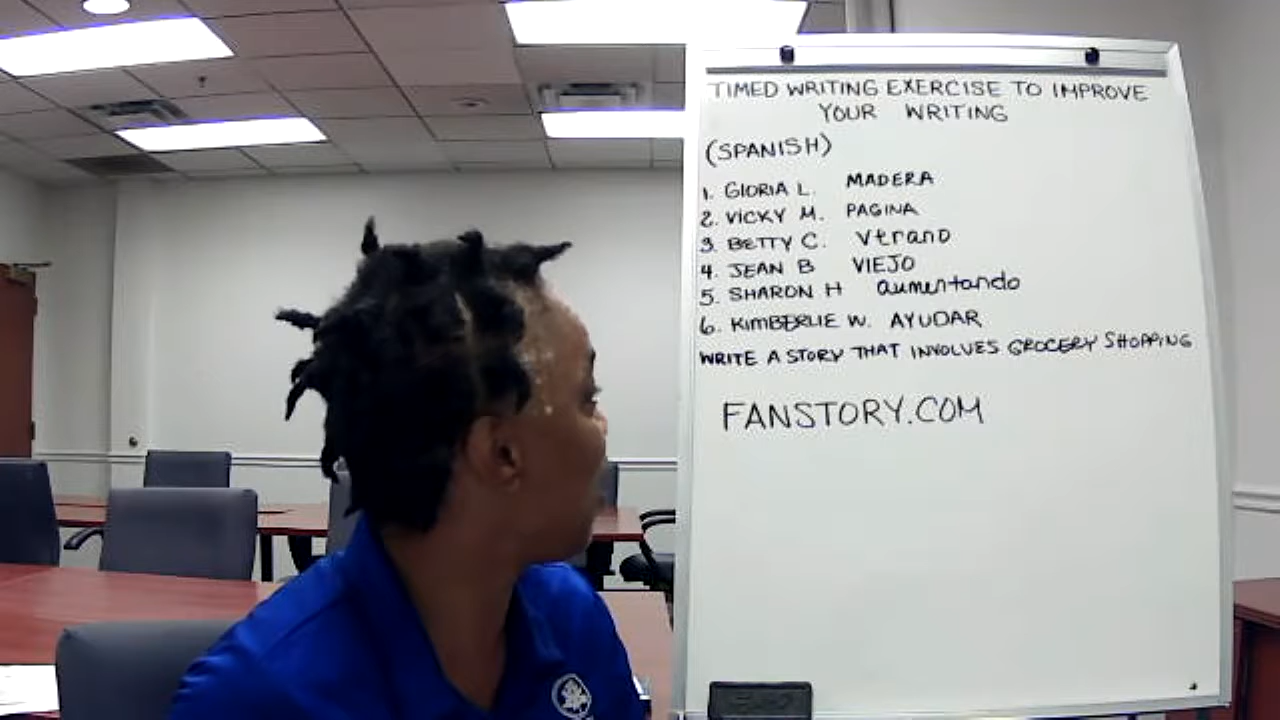 TIMED WRITING EXERCISE TO IMPROVE
YOUR WRITING
(SPANISH)
1. GLORIA L. MADERA
2. VICKY M. PAGINA
3. BETTY C. Verano
4. JEAN B VIEJO
5. SHARON H aumentando
6. KIMBERLIE W. AYUDAR
WRITE A STORY THAT INVOLVES GROCERY SHOPPING
FANSTORY.COM